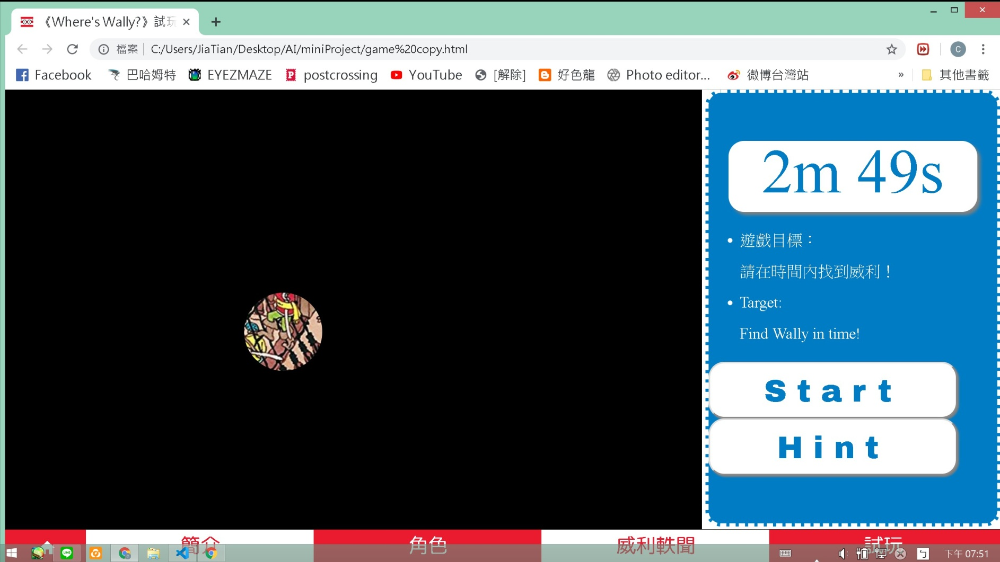 《Where's Wally?》試玩
檔案 C:/Users/JiaTian/Desktop/AI/miniProject/game%20copy.html
C
Facebook 巴哈姆特 EYEZMAZE postcrossing YouTube [解除] 好色龍 Photo editor... 微博台灣站 » 其他書籤
2m 49s
遊戲目標：
請在時間內找到威利！
Target:
Find Wally in time!
Start
Hint
簡介 角色 威利軼聞 試玩
LINE ㄅ 下午 07:51